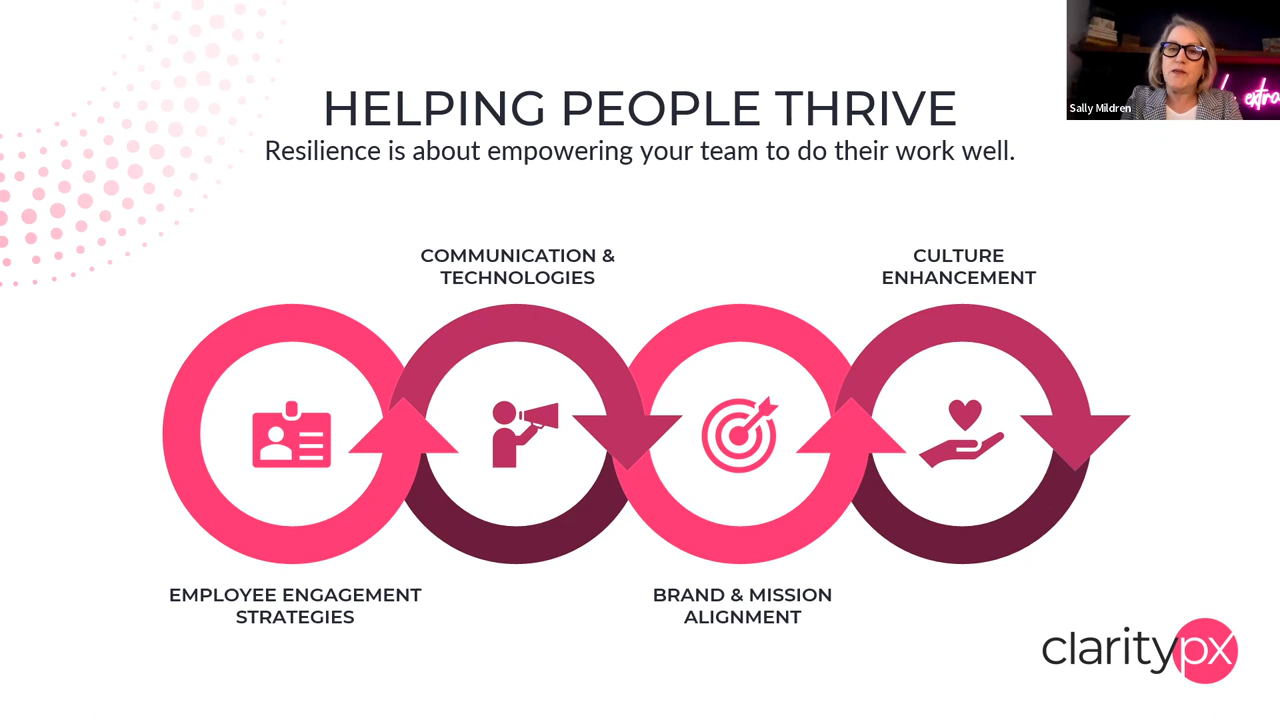 HELPING PEOPLE THRIVE
Resilience is about empowering your team to do their work well.
Sally Mildren
extra
COMMUNICATION &
TECHNOLOGIES
CULTURE
ENHANCEMENT
EMPLOYEE ENGAGEMENT
STRATEGIES
BRAND & MISSION
ALIGNMENT
claritypx